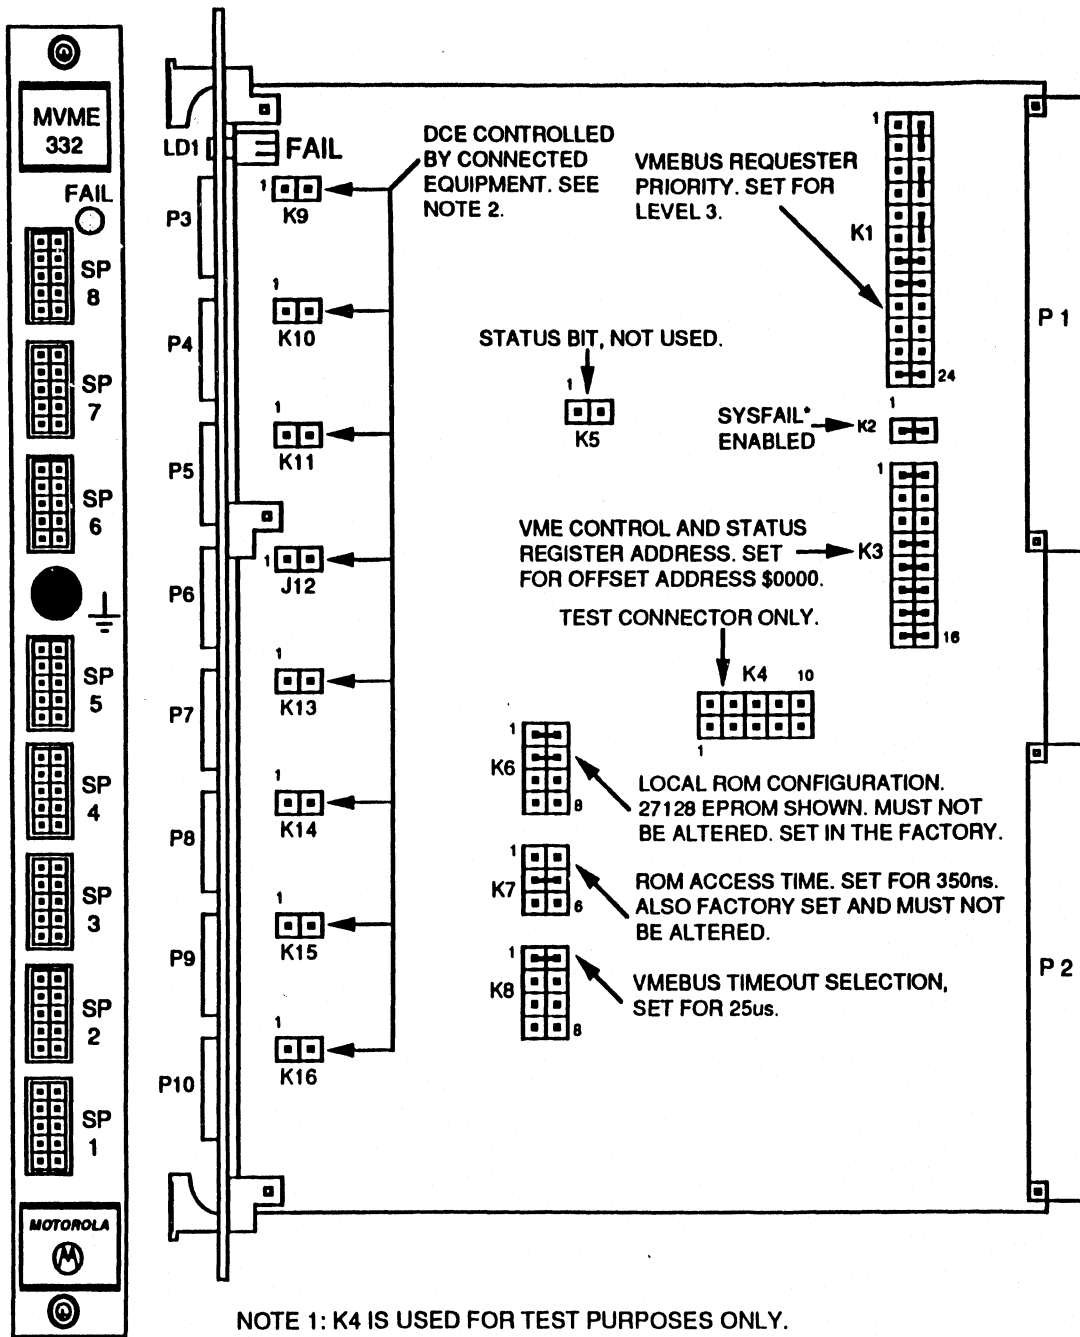 MVME
332
FAIL
SP
8
SP
7
SP
6
SP
5
SP
4
SP
3
SP
2
SP
1
MOTOROLA
LD1
FAIL
P3
P4
P5
P6
P7
P8
P9
P10
1
K9
1
K10
1
K11
1
J12
1
K13
1
K14
1
K15
1
K16
DCE CONTROLLED
BY CONNECTED
EQUIPMENT. SEE
NOTE 2.
VMEBUS REQUESTER
PRIORITY. SET FOR
LEVEL 3.
1
K1
24
P1
STATUS BIT, NOT USED.
1
K5
SYSFAIL*
ENABLED
1
K2
VME CONTROL AND STATUS
REGISTER ADDRESS. SET
FOR OFFSET ADDRESS $0000.
1
K3
16
TEST CONNECTOR ONLY.
K4
10
1
1
K6
8
LOCAL ROM CONFIGURATION.
27128 EPROM SHOWN. MUST NOT
BE ALTERED. SET IN THE FACTORY.
1
K7
6
ROM ACCESS TIME. SET FOR 350ns.
ALSO FACTORY SET AND MUST NOT
BE ALTERED.
1
K8
8
VMEBUS TIMEOUT SELECTION,
SET FOR 25us.
P2
NOTE 1: K4 IS USED FOR TEST PURPOSES ONLY.